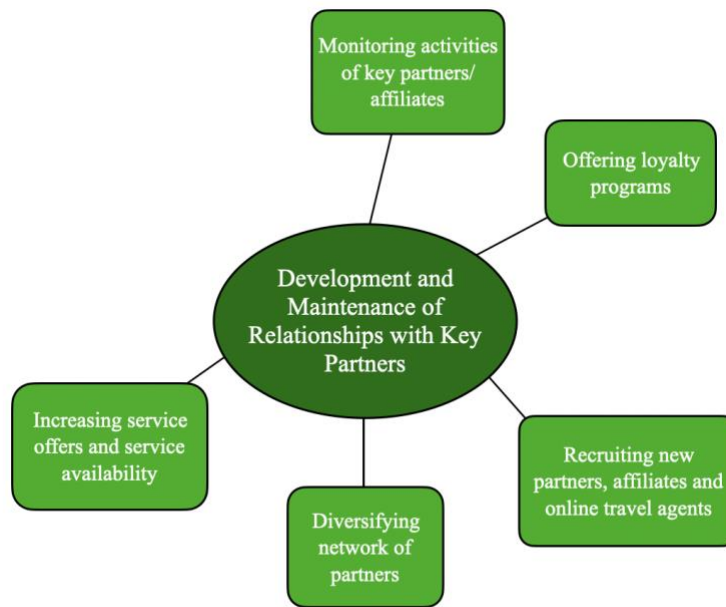 Monitoring activities
of key partners/
affiliates
Offering loyalty
programs
Development and
Maintenance of
Relationships with Key
Partners
Increasing service
offers and service
availability
Recruiting new
partners, affiliates and
online travel agents
Diversifying
network of
partners